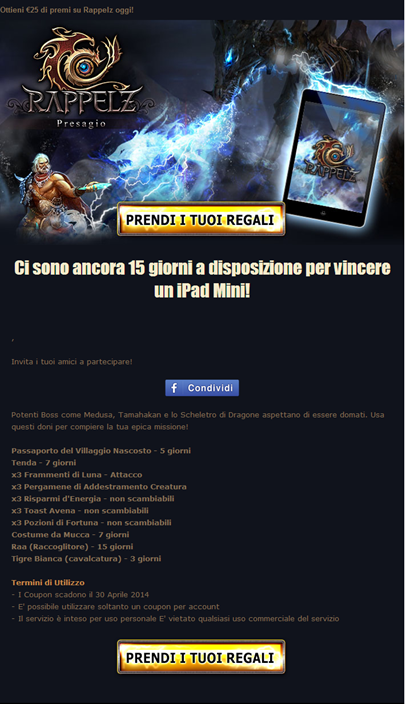 Ottieni €25 di premi su Rappelz oggi!
RAPPELZ
Presagio
RAPPELZ
PRENDI I TUOI REGALI
Ci sono ancora 15 giorni a disposizione per vincere
un iPad Mini!
,
Invita i tuoi amici a partecipare!
f Condividi
Potenti Boss come Medusa, Tamahakan e lo Scheletro di Dragone aspettano di essere domati. Usa
questi doni per compiere la tua epica missione!
Passaporto del Villaggio Nascosto - 5 giorni
Tenda - 7 giorni
x3 Frammenti di Luna - Attacco
x3 Pergamene di Addestramento Creatura
x3 Risparmi d'Energia - non scambiabili
x3 Toast Avena - non scambiabili
x3 Pozioni di Fortuna - non scambiabili
Costume da Mucca - 7 giorni
Raa (Raccoglitore) - 15 giorni
Tigre Bianca (cavalcatura) - 3 giorni
Termini di Utilizzo
- I Coupon scadono il 30 Aprile 2014
- E' possibile utilizzare soltanto un coupon per account
- Il servizio è inteso per uso personale E' vietato qualsiasi uso commerciale del servizio
PRENDI I TUOI REGALI